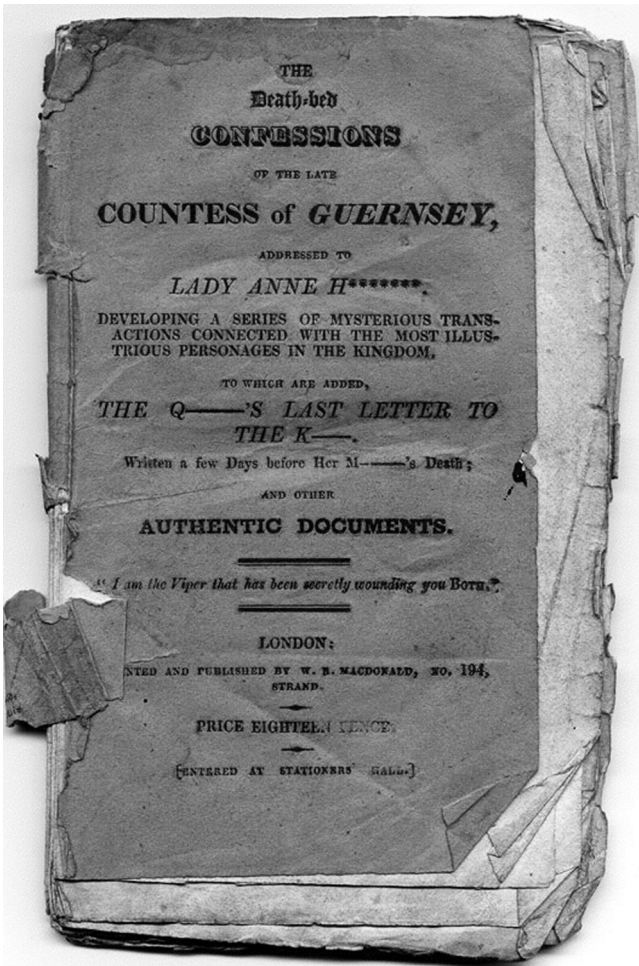 THE
Death-bed
CONFESSIONS
OF THE LATE
COUNTESS of GUERNSEY,
ADDRESSED TO
LADY ANNE H*******.
DEVELOPING A SERIES OF MYSTERIOUS TRANS-
ACTIONS CONNECTED WITH THE MOST ILLUS-
TRIOUS PERSONAGES IN THE KINGDOM.
TO WHICH ARE ADDED,
THE Q——'S LAST LETTER TO
THE K——.
Written a few Days before Her M——'s Death;
AND OTHER
AUTHENTIC DOCUMENTS.
"I am the Viper that has been secretly wounding you BOTH."
LONDON:
NTED AND PUBLISHED BY W. B. MACDONALD, NO. 194,
STRAND.
PRICE EIGHTEEN PENCE.
[ENTERED AT STATIONERS' HALL.]